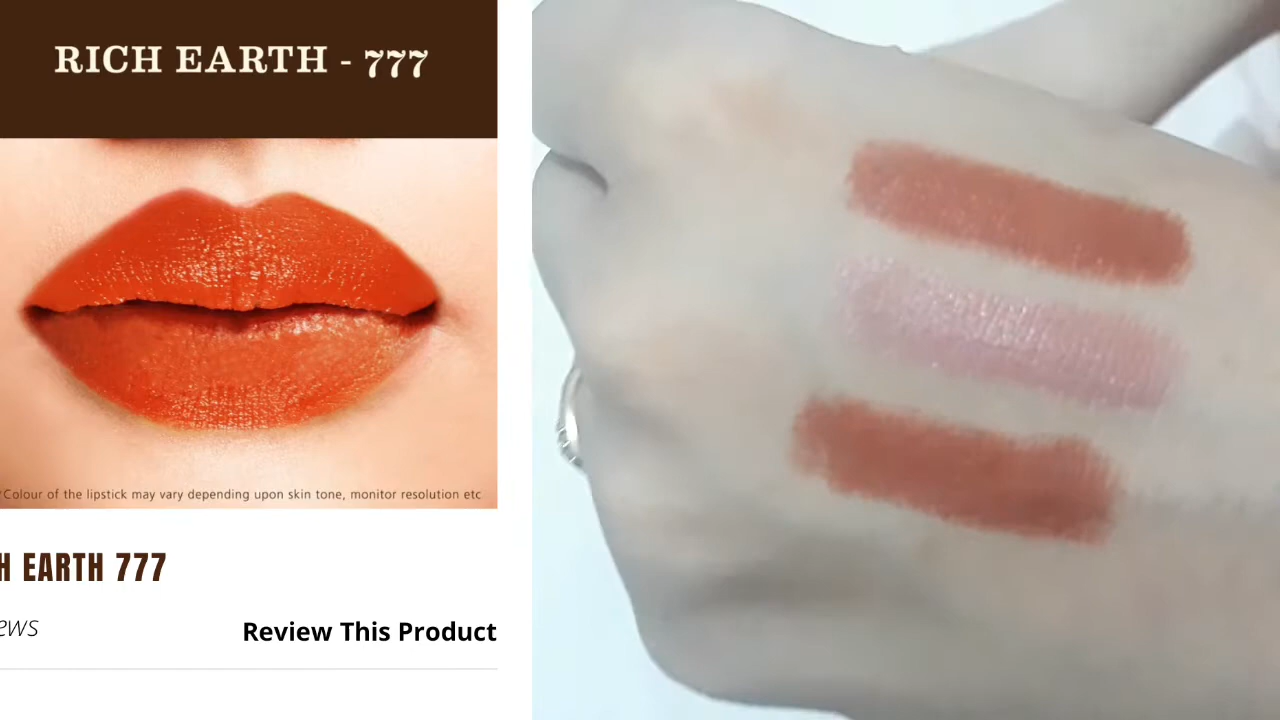 RICH EARTH - 777
*Colour of the lipstick may vary depending upon skin tone, monitor resolution etc
H EARTH 777
ews
Review This Product